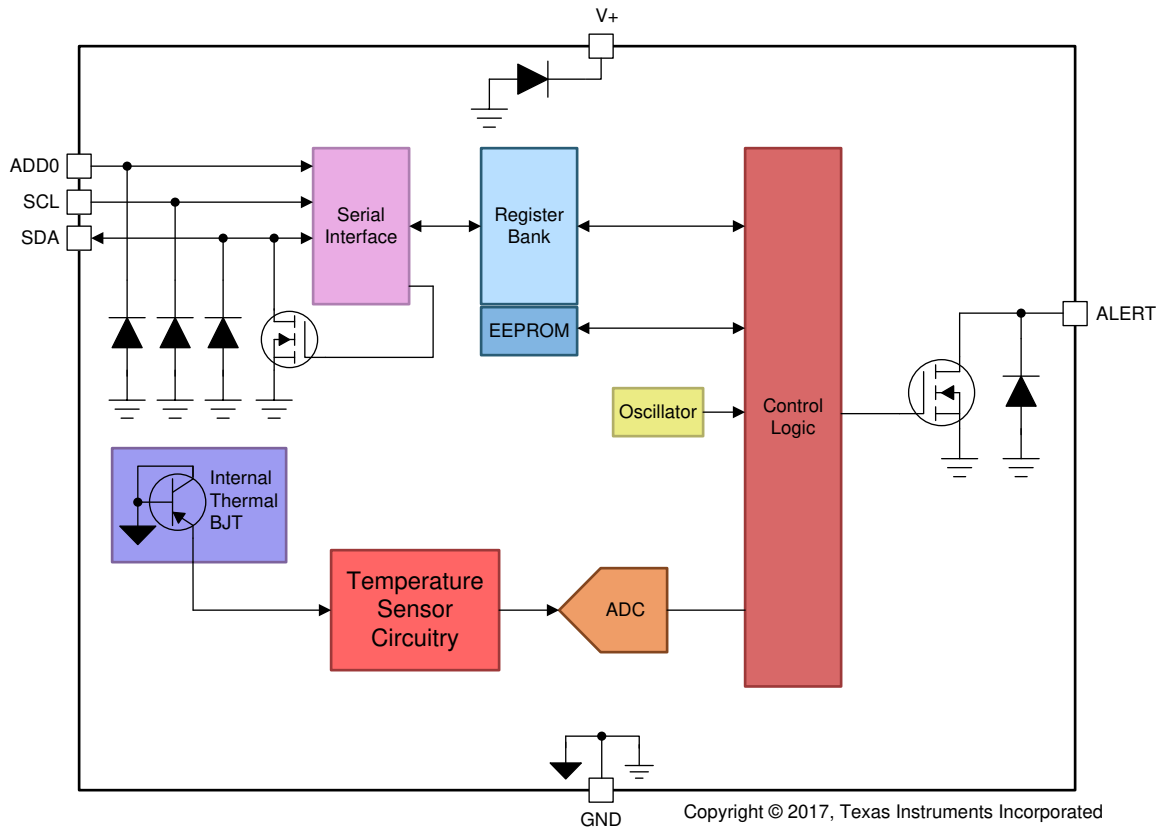 V+
ADD0
SCL
SDA
Serial
Interface
Register
Bank
EEPROM
ALERT
Oscillator
Control
Logic
Internal
Thermal
BJT
Temperature
Sensor
Circuitry
ADC
GND
Copyright © 2017, Texas Instruments Incorporated